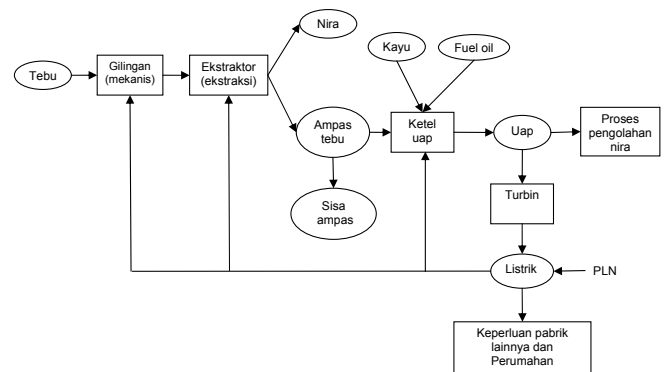 Nira
Kayu
Fuel oil
Tebu
Gilingan
(mekanis)
Ekstraktor
(ekstraksi)
Ampas
tebu
Ketel
uap
Uap
Proses
pengolahan
nira
Sisa
ampas
Turbin
Listrik
PLN
Keperluan pabrik
lainnya dan
Perumahan